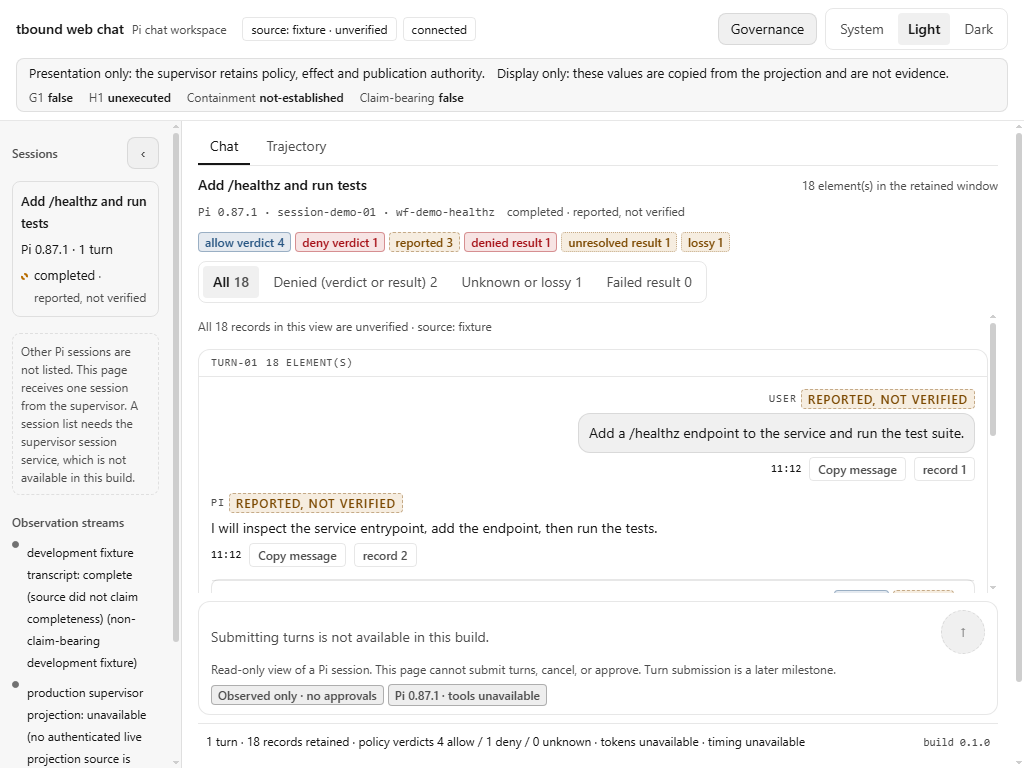 tbound web chat Pi chat workspace source: fixture · unverified connected Governance System Light Dark
Presentation only: the supervisor retains policy, effect and publication authority. Display only: these values are copied from the projection and are not evidence.
G1 false H1 unexecuted Containment not-established Claim-bearing false
Sessions ‹
Add /healthz and run
tests
Pi 0.87.1 · 1 turn
completed ·
reported, not verified
Other Pi sessions are
not listed. This page
receives one session
from the supervisor. A
session list needs the
supervisor session
service, which is not
available in this build.
Observation streams
development fixture
transcript: complete
(source did not claim
completeness) (non-
claim-bearing
development fixture)
production supervisor
projection: unavailable
(no authenticated live
projection source is
Chat Trajectory
Add /healthz and run tests 18 element(s) in the retained window
Pi 0.87.1 · session-demo-01 · wf-demo-healthz completed · reported, not verified
allow verdict 4 deny verdict 1 reported 3 denied result 1 unresolved result 1 lossy 1
All 18 Denied (verdict or result) 2 Unknown or lossy 1 Failed result 0
All 18 records in this view are unverified · source: fixture
TURN-01 18 ELEMENT(S)
USER REPORTED, NOT VERIFIED
Add a /healthz endpoint to the service and run the test suite.
11:12 Copy message record 1
PI REPORTED, NOT VERIFIED
I will inspect the service entrypoint, add the endpoint, then run the tests.
11:12 Copy message record 2
Submitting turns is not available in this build. ↑
Read-only view of a Pi session. This page cannot submit turns, cancel, or approve. Turn submission is a later milestone.
Observed only · no approvals Pi 0.87.1 · tools unavailable
1 turn · 18 records retained · policy verdicts 4 allow / 1 deny / 0 unknown · tokens unavailable · timing unavailable build 0.1.0